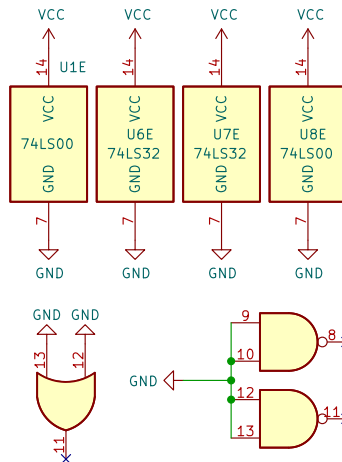 VCC VCC VCC VCC
14 14 14 14
U1E
VCC VCC VCC VCC
74LS00
U6E
74LS32
U7E
74LS32
U8E
74LS00
GND GND GND GND
7 7 7 7
GND GND GND GND
GND GND
13 12
11
9
10
8
GND
12
13
11